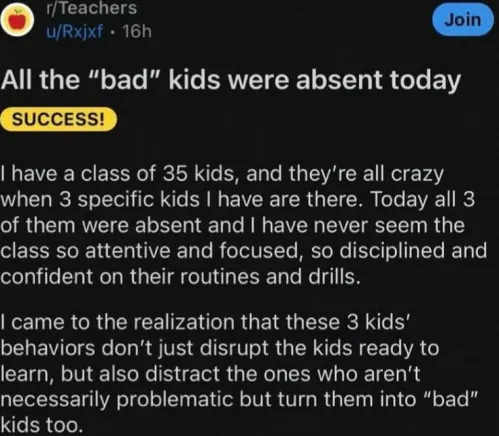 r/Teachers
u/Rxjxf • 16h
Join
All the “bad” kids were absent today
SUCCESS!
I have a class of 35 kids, and they’re all crazy
when 3 specific kids I have are there. Today all 3
of them were absent and I have never seem the
class so attentive and focused, so disciplined and
confident on their routines and drills.
I came to the realization that these 3 kids’
behaviors don’t just disrupt the kids ready to
learn, but also distract the ones who aren’t
necessarily problematic but turn them into “bad”
kids too.